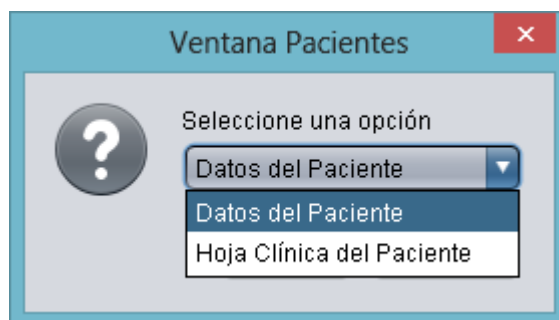 Ventana Pacientes
Seleccione una opción
Datos del Paciente
Datos del Paciente
Hoja Clínica del Paciente